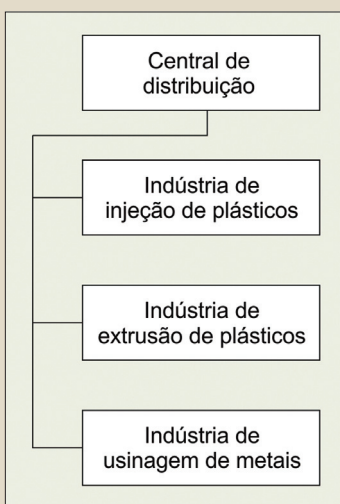 Central de
distribuição
Indústria de
injeção de plásticos
Indústria de
extrusão de plásticos
Indústria de
usinagem de metais